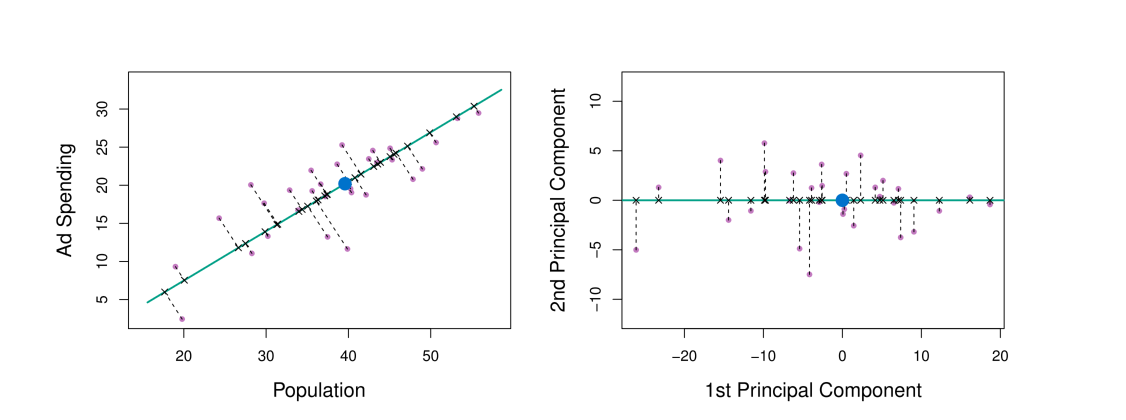 Ad Spending
30
25
20
15
10
5
20 30 40 50
Population
2nd Principal Component
10
5
0
−5
−10
−20 −10 0 10 20
1st Principal Component